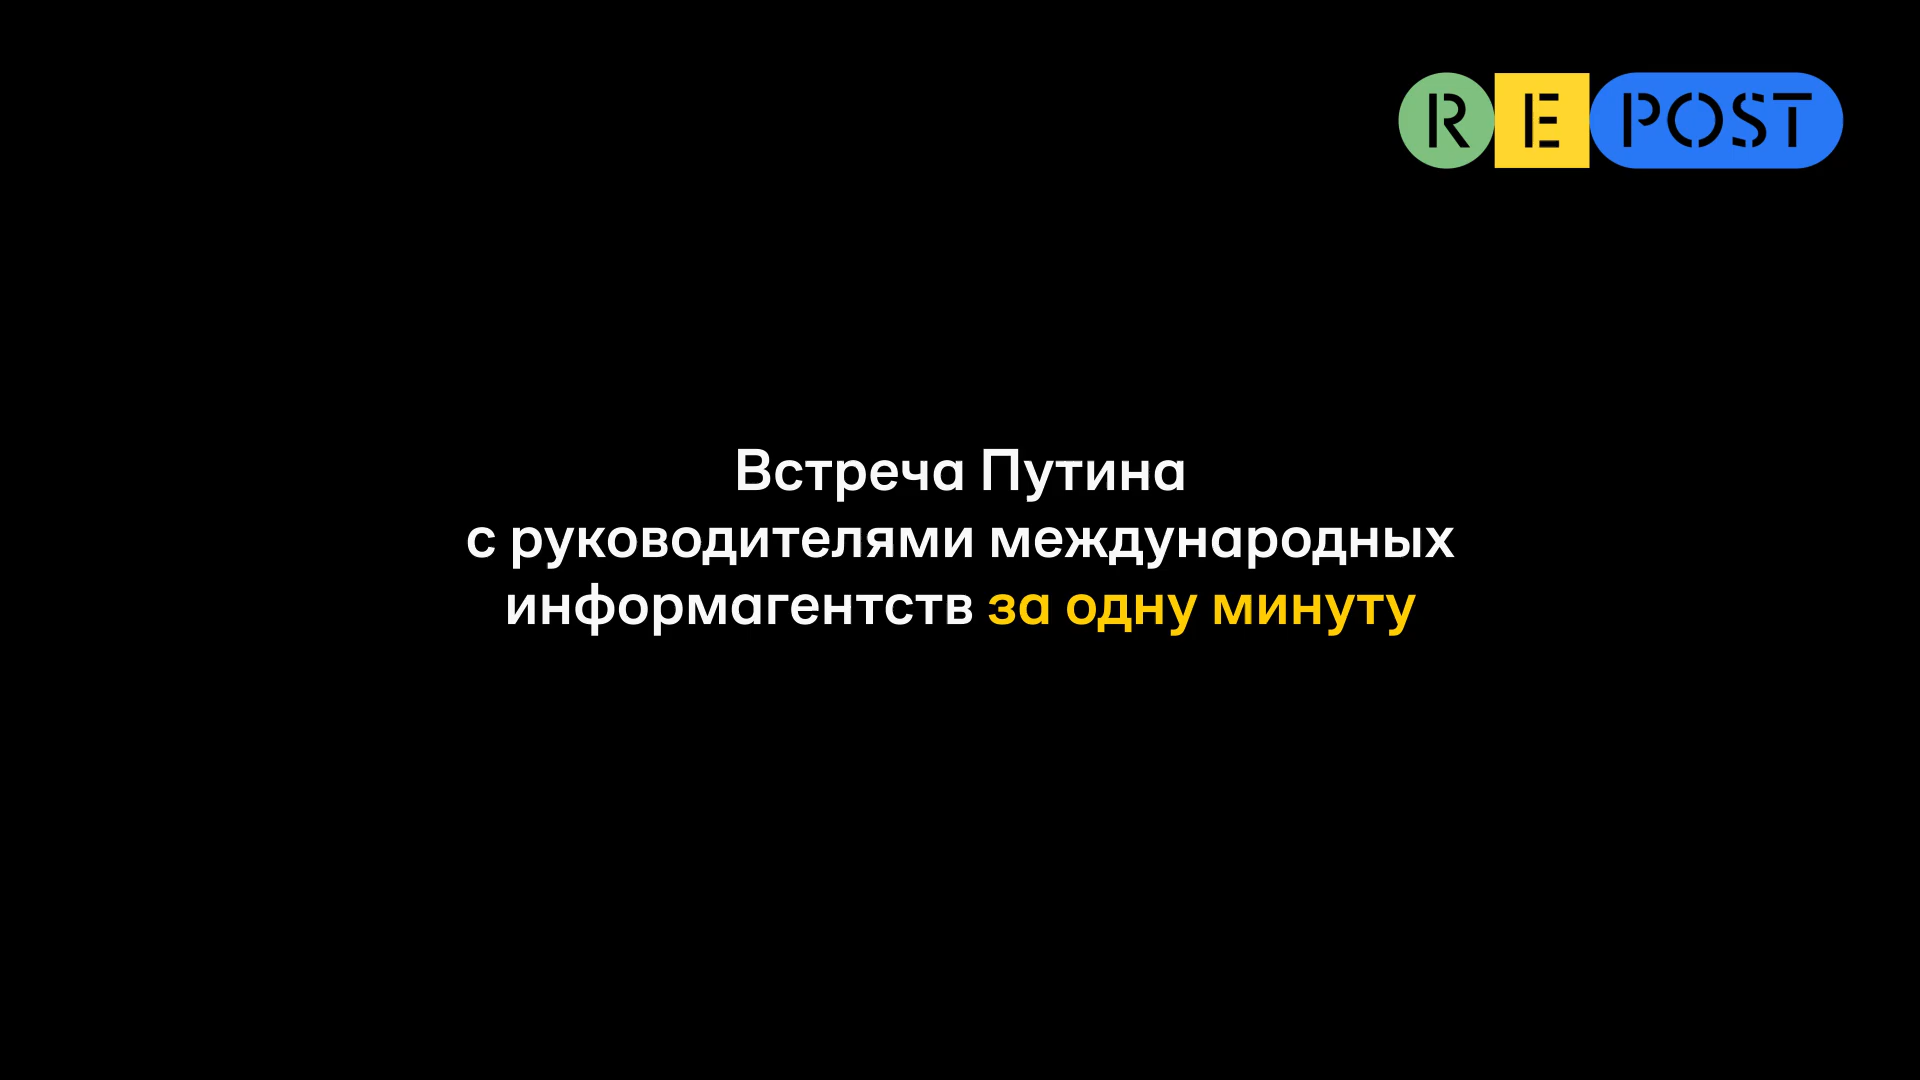 REPOST
Встреча Путина
с руководителями международных
информагентств за одну минуту